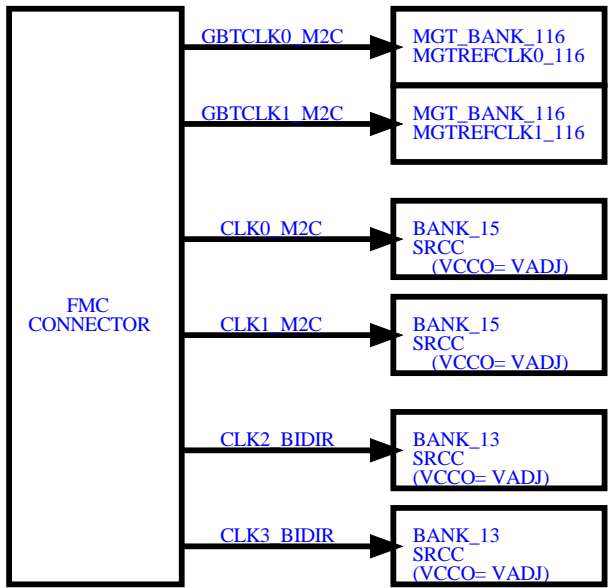 GBTCLK0_M2C
MGT_BANK_116
MGTREFCLK0_116
GBTCLK1_M2C
MGT_BANK_116
MGTREFCLK1_116
CLK0_M2C
BANK_15
SRCC
(VCCO= VADJ)
FMC
CONNECTOR
CLK1_M2C
BANK_15
SRCC
(VCCO= VADJ)
CLK2_BIDIR
BANK_13
SRCC
(VCCO= VADJ)
CLK3_BIDIR
BANK_13
SRCC
(VCCO= VADJ)